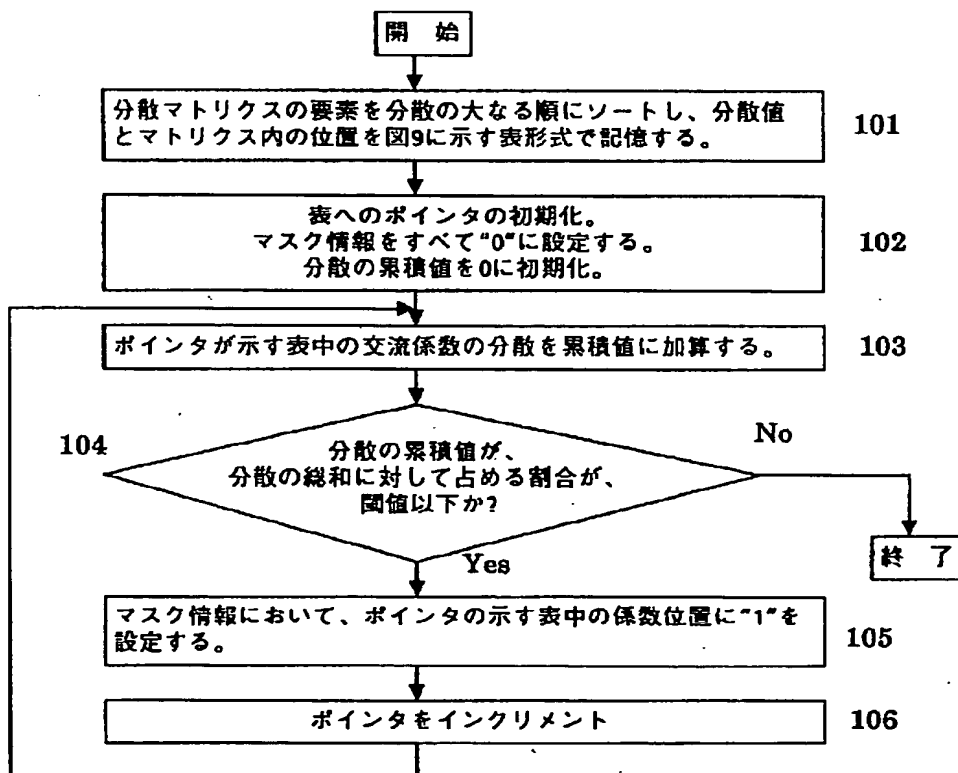 開 始
分散マトリクスの要素を分散の大なる順にソートし、分散値
とマトリクス内の位置を図9に示す表形式で記憶する。
101
表へのポインタの初期化。
マスク情報をすべて"0"に設定する。
分散の累積値を0に初期化。
102
ポインタが示す表中の交流係数の分散を累積値に加算する。
103
104
分散の累積値が、
分散の総和に対して占める割合が、
閾値以下か?
No
終 了
Yes
マスク情報において、ポインタの示す表中の係数位置に"1"を
設定する。
105
ポインタをインクリメント
106